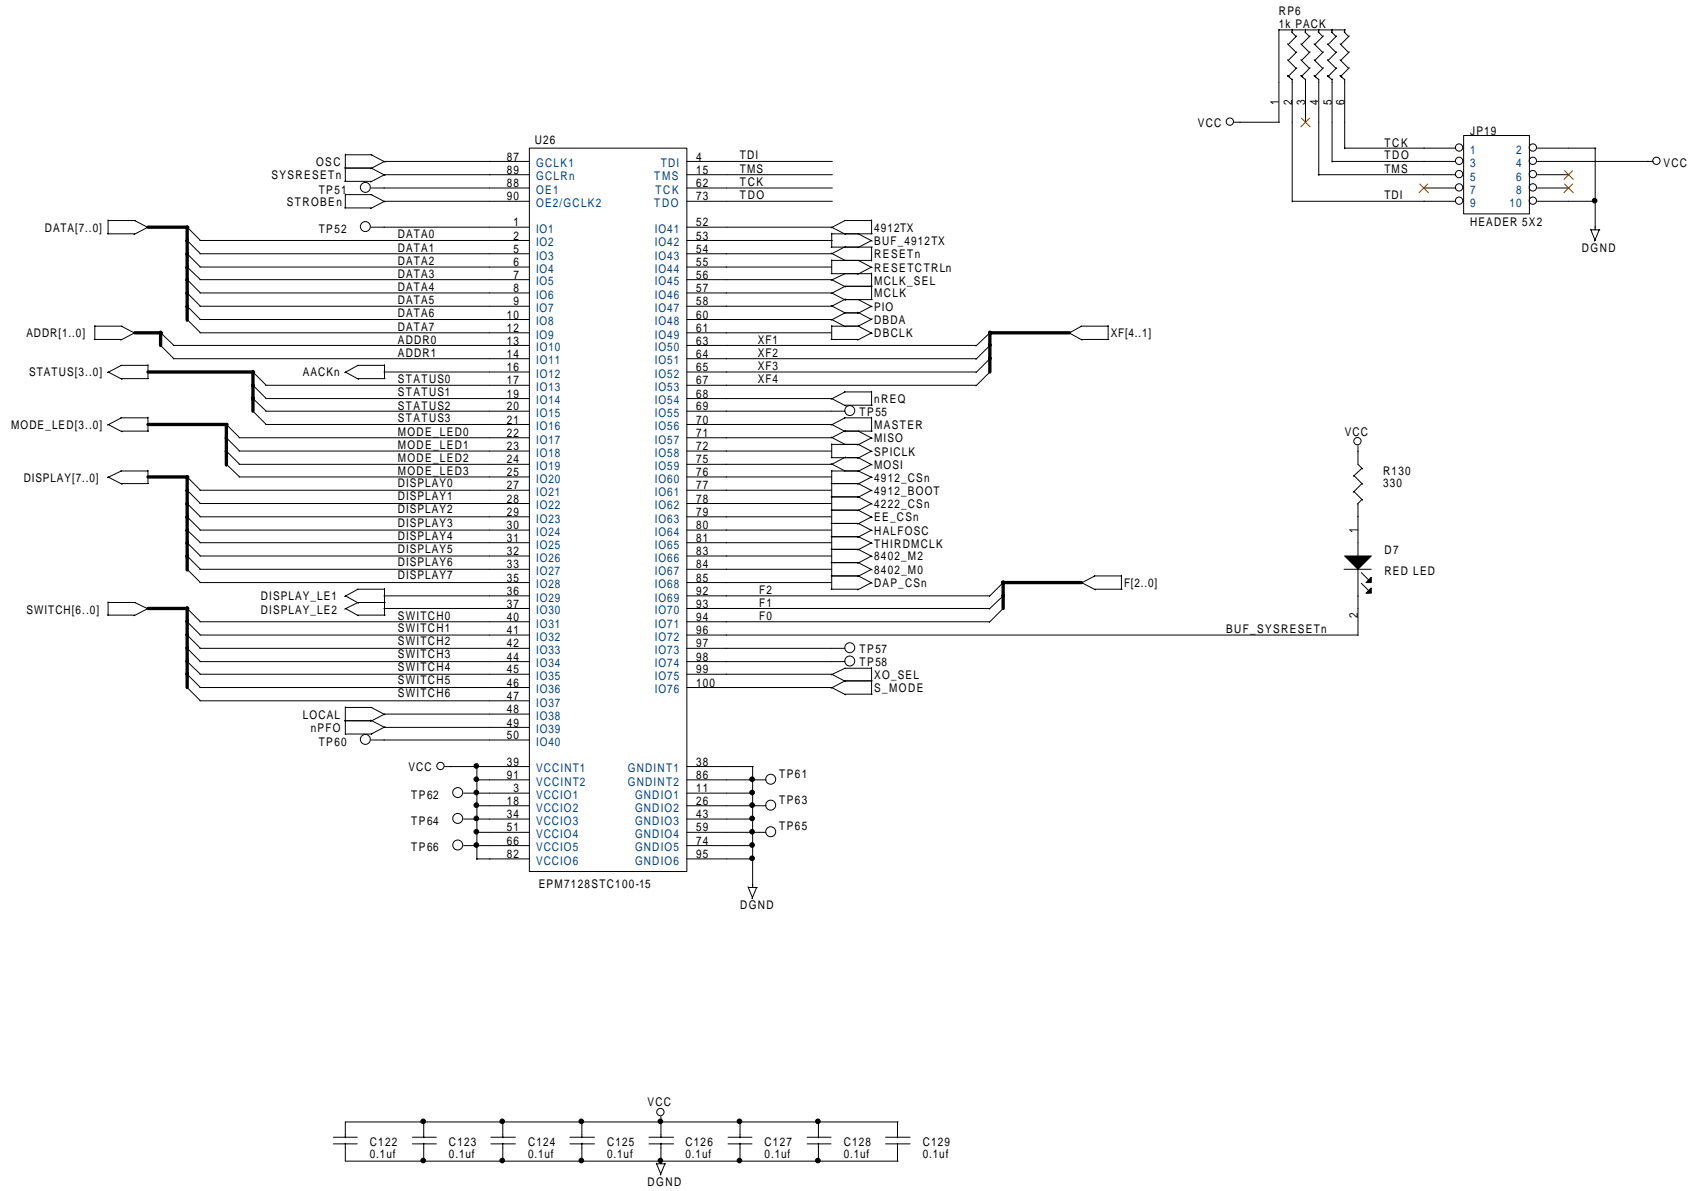 RP6
1k PACK
1
2
3
4
5
6
VCC
JP19
TCK
TDO
TMS
TDI
1 2
3 4
5 6
7 8
9 10
VCC
HEADER 5X2
DGND
U26
OSC 87 GCLK1
SYSRESETn 89 GCLRn
TP51 88 OE1
STROBEn 90 OE2/GCLK2
TDI 4 TDI
TMS 15 TMS
TCK 62 TCK
TDO 73 TDO
TP52 1 IO1
DATA[7..0]
DATA0 2 IO2
DATA1 5 IO3
DATA2 6 IO4
DATA3 7 IO5
DATA4 8 IO6
DATA5 9 IO7
DATA6 10 IO8
DATA7 12 IO9
ADDR[1..0]
ADDR0 13 IO10
ADDR1 14 IO11
AACKn 16 IO12
STATUS[3..0]
STATUS0 17 IO13
STATUS1 19 IO14
STATUS2 20 IO15
STATUS3 21 IO16
MODE_LED[3..0]
MODE_LED0 22 IO17
MODE_LED1 23 IO18
MODE_LED2 24 IO19
MODE_LED3 25 IO20
DISPLAY[7..0]
DISPLAY0 27 IO21
DISPLAY1 28 IO22
DISPLAY2 29 IO23
DISPLAY3 30 IO24
DISPLAY4 31 IO25
DISPLAY5 32 IO26
DISPLAY6 33 IO27
DISPLAY7 35 IO28
DISPLAY_LE1 36 IO29
DISPLAY_LE2 37 IO30
SWITCH[6..0]
SWITCH0 40 IO31
SWITCH1 41 IO32
SWITCH2 42 IO33
SWITCH3 44 IO34
SWITCH4 45 IO35
SWITCH5 46 IO36
SWITCH6 47 IO37
LOCAL 48 IO38
nPFO 49 IO39
TP60 50 IO40
IO41 52 4912TX
IO42 53 BUF_4912TX
IO43 54 RESETn
IO44 55 RESETCTRLn
IO45 56 MCLK_SEL
IO46 57 MCLK
IO47 58 PIO
IO48 60 DBDA
IO49 61 DBCLK
IO50 63 XF1
IO51 64 XF2
IO52 65 XF3
IO53 67 XF4
XF[4..1]
IO54 68 nREQ
IO55 69 TP55
IO56 70 MASTER
IO57 71 MISO
IO58 72 SPICLK
IO59 75 MOSI
IO60 76 4912_CSn
IO61 77 4912_BOOT
IO62 78 4222_CSn
IO63 79 EE_CSn
IO64 80 HALFOSC
IO65 81 THIRDMCLK
IO66 83 8402_M2
IO67 84 8402_M0
IO68 85 DAP_CSn
IO69 92 F2
IO70 93 F1
IO71 94 F0
F[2..0]
IO72 96 BUF_SYSRESETn
IO73 97 TP57
IO74 98 TP58
IO75 99 XO_SEL
IO76 100 S_MODE
VCC
R130
330
1
D7
RED LED
2
VCC 39 VCCINT1
91 VCCINT2
TP62 3 VCCIO1
18 VCCIO2
TP64 34 VCCIO3
51 VCCIO4
TP66 66 VCCIO5
82 VCCIO6
GNDINT1 38
GNDINT2 86 TP61
GNDIO1 11
GNDIO2 26 TP63
GNDIO3 43
GNDIO4 59 TP65
GNDIO5 74
GNDIO6 95
EPM7128STC100-15
DGND
VCC
C122 C123 C124 C125 C126 C127 C128 C129
0.1uf 0.1uf 0.1uf 0.1uf 0.1uf 0.1uf 0.1uf 0.1uf
DGND